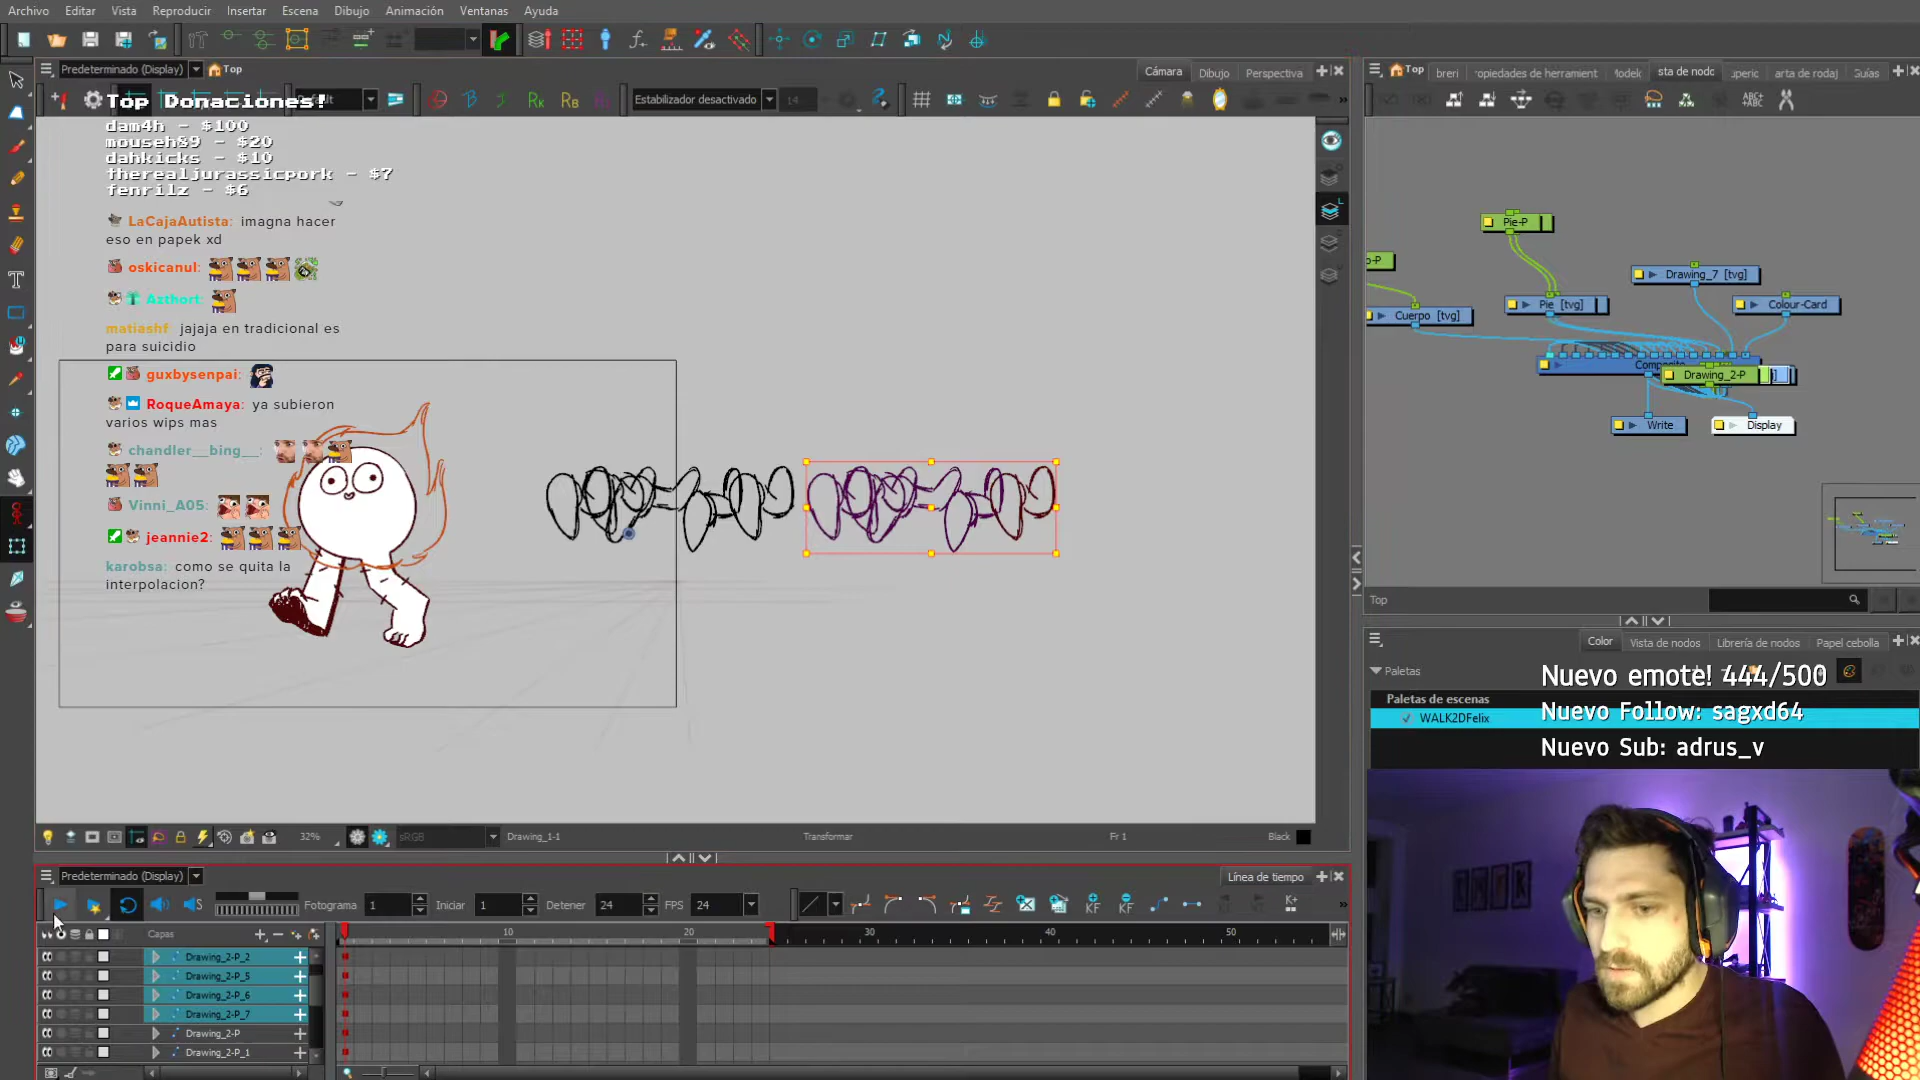 Archivo Editar Vista Reproducir Insertar Escena Dibujo Animación Ventanas Ayuda
Predeterminado (Display) Top
Cámara Dibujo Perspectiva
Top
sta de nodc
Guías
Top Donaciones!
Estabilizador desactivado 14
dam4h - $100
mouseh89 - $20
dahkicks - $10
therealjurassicpork - $7
fenrilz - $6
LaCajaAutista: imagna hacer
eso en papek xd
oskicanul:
Azthort:
matiashf: jajaja en tradicional es
para suicidio
guxbysenpai:
RoqueAmaya: ya subieron
varios wips mas
chandler__bing__:
Vinni_A05:
jeannie2:
karobsa: como se quita la
interpolacion?
Pie-P
Drawing_7 [tvg]
Pie [tvg]
Colour-Card
Cuerpo [tvg]
Drawing_2-P
Write
Display
Top
Color Vista de nodos Librería de nodos Papel cebolla
Paletas
Paletas de escenas
WALK2DFelix
Nuevo emote! 444/500
Nuevo Follow: sagxd64
Nuevo Sub: adrus_v
32% sRGB Drawing_1-1 Transformar Fr 1 Black
Predeterminado (Display)
Línea de tiempo
Fotograma 1 Iniciar 1 Detener 24 FPS 24
Capas
10 20 30 40 50
Drawing_2-P_2
Drawing_2-P_5
Drawing_2-P_6
Drawing_2-P_7
Drawing_2-P
Drawing_2-P_1